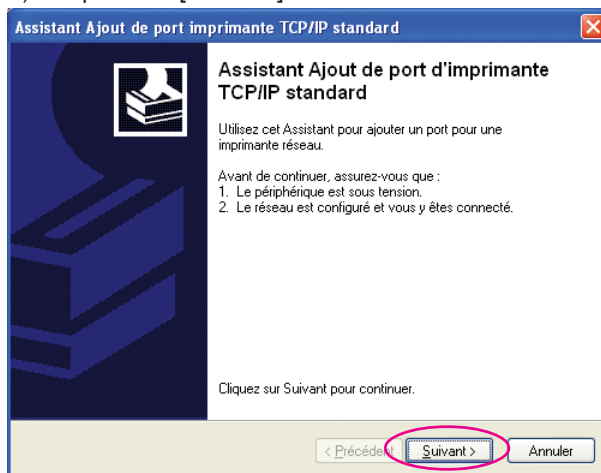 Assistant Ajout de port imprimante TCP/IP standard
Assistant Ajout de port d'imprimante
TCP/IP standard
Utilisez cet Assistant pour ajouter un port pour une
imprimante réseau.
Avant de continuer, assurez-vous que :
1. Le périphérique est sous tension.
2. Le réseau est configuré et vous y êtes connecté.
Cliquez sur Suivant pour continuer.
< Précédent Suivant > Annuler